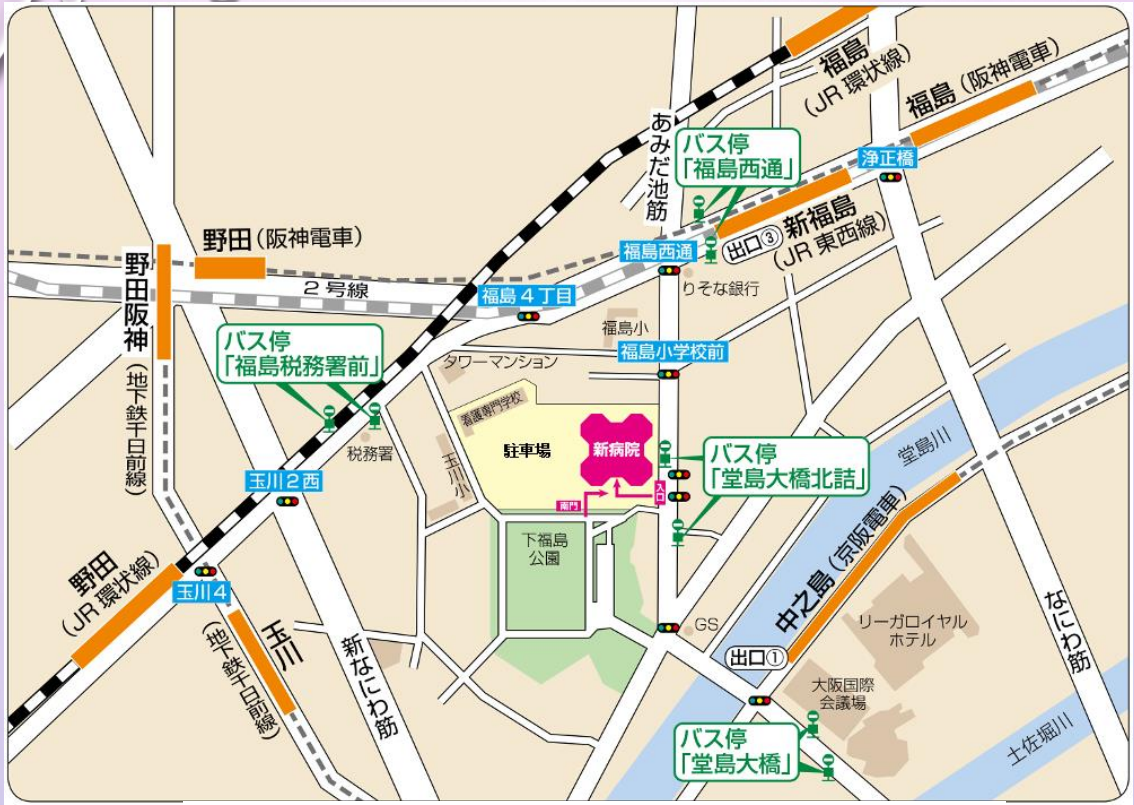 福島
(JR環状線)
福島(阪神電車)
あみだ池筋
バス停
「福島西通」
浄正橋
野田(阪神電車)
野田阪神
(地下鉄千日前線)
2号線
福島西通
出口③
新福島
(JR東西線)
りそな銀行
福島4丁目
福島小
バス停
「福島税務署前」
タワーマンション
福島小学校前
看護専門学校
税務署
駐車場
新病院
玉川小
バス停
「堂島大橋北詰」
堂島川
玉川2西
入口
南門
下福島
公園
野田
(JR環状線)
玉川4
玉川
(地下鉄千日前線)
新なにわ筋
GS
中之島(京阪電車)
出口①
リーガロイヤル
ホテル
なにわ筋
大阪国際
会議場
バス停
「堂島大橋」
土佐堀川